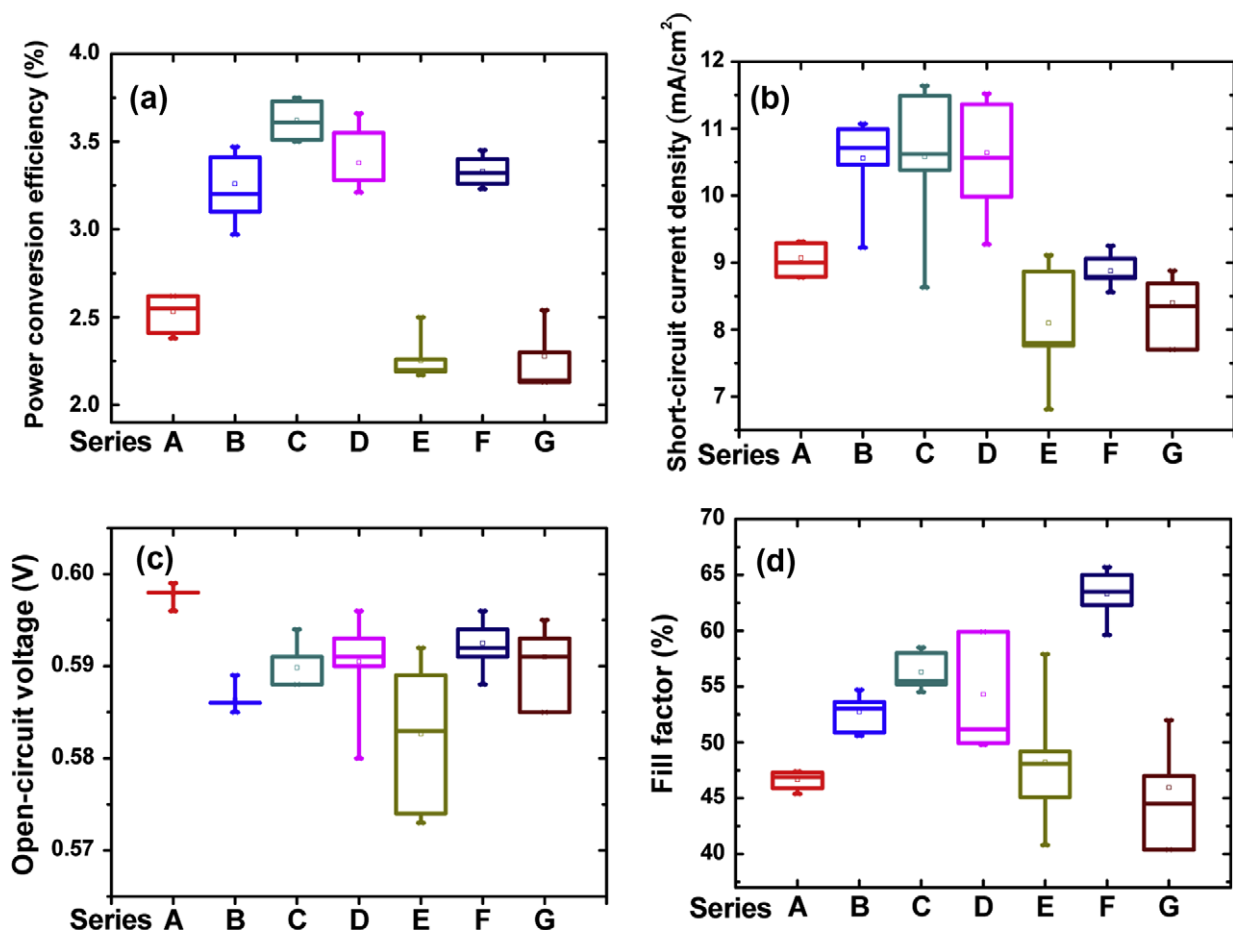 (a)
Power conversion efficiency (%)
4.0
3.5
3.0
2.5
2.0
Series A B C D E F G
(b)
Short-circuit current density (mA/cm²)
12
11
10
9
8
7
Series A B C D E F G
(c)
Open-circuit voltage (V)
0.60
0.59
0.58
0.57
Series A B C D E F G
(d)
Fill factor (%)
70
65
60
55
50
45
40
Series A B C D E F G